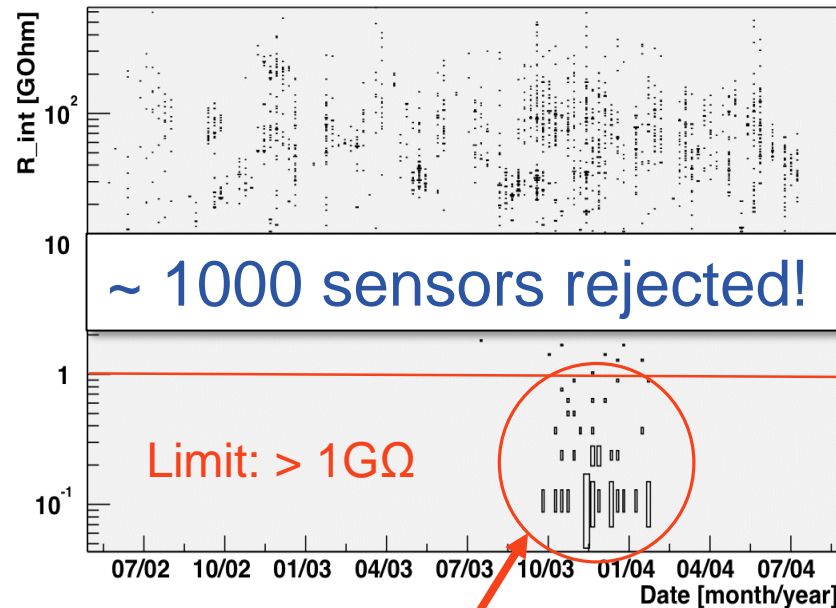 R_int [GOhm]
10²
10
~ 1000 sensors rejected!
1
Limit: > 1GΩ
10⁻¹
07/02 10/02 01/03 04/03 07/03 10/03 01/04 04/04 07/04
Date [month/year]